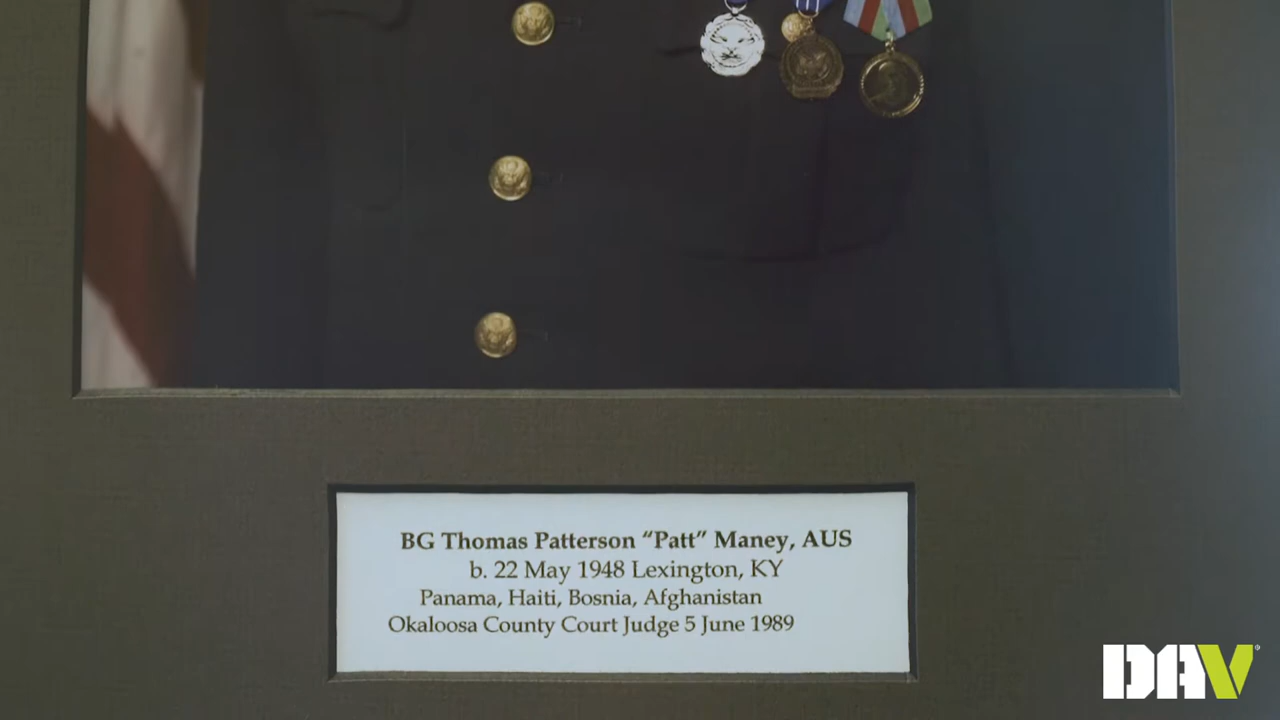 BG Thomas Patterson “Patt” Maney, AUS
b. 22 May 1948 Lexington, KY
Panama, Haiti, Bosnia, Afghanistan
Okaloosa County Court Judge 5 June 1989
DAV®